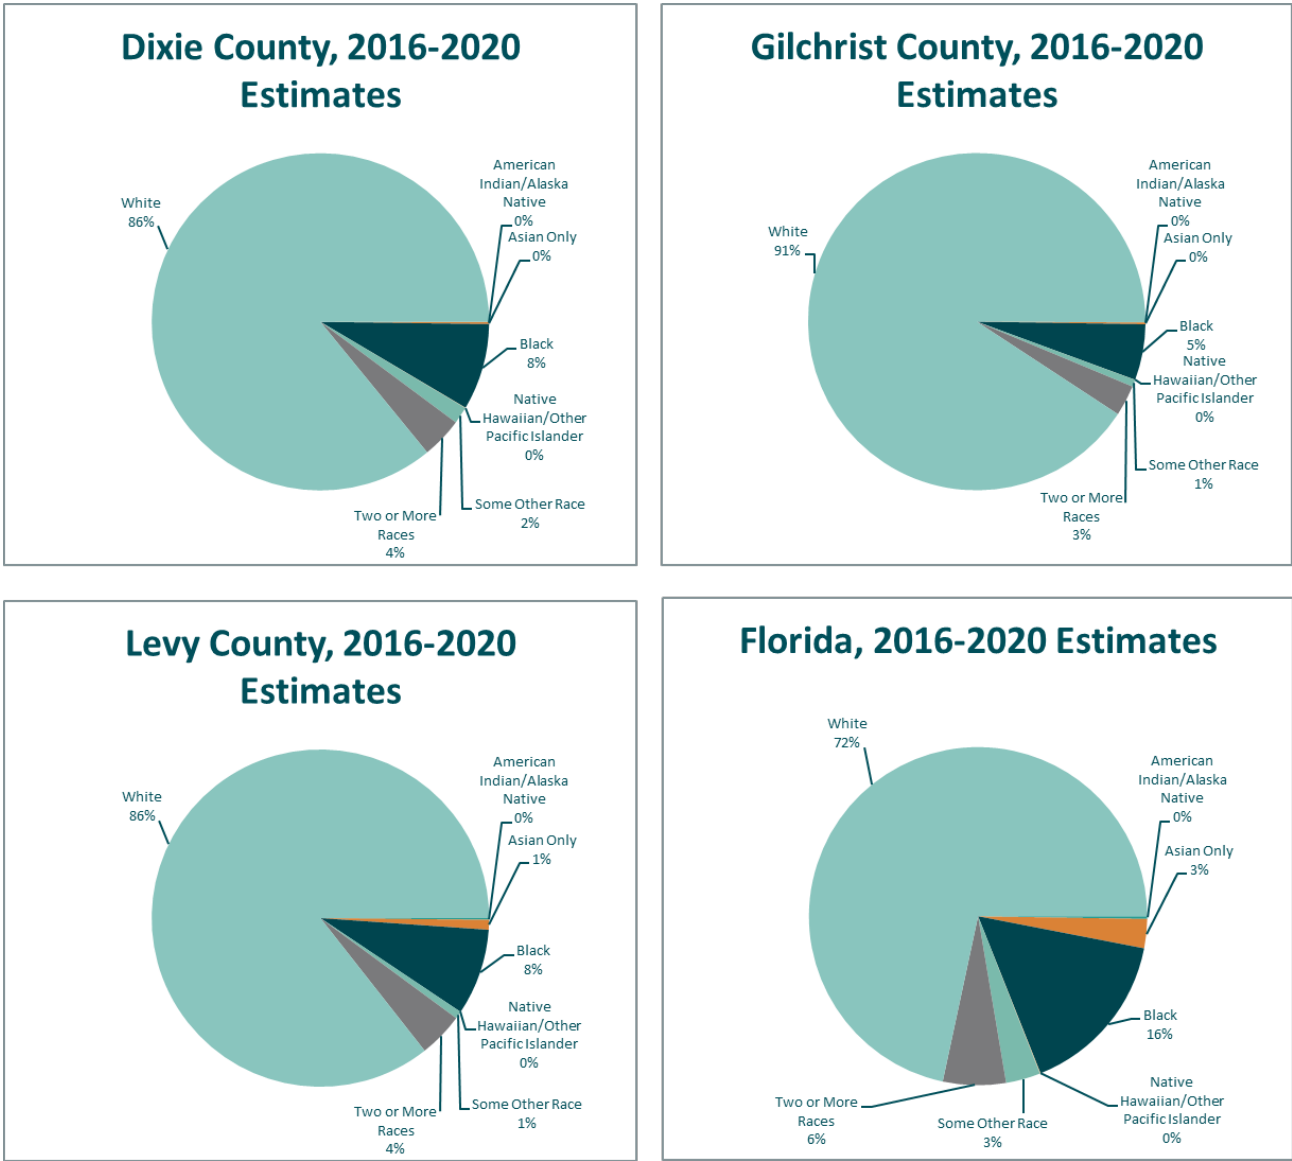 Dixie County, 2016-2020
Estimates
White
86%
American
Indian/Alaska
Native
0%
Asian Only
0%
Black
8%
Native
Hawaiian/Other
Pacific Islander
0%
Some Other Race
2%
Two or More
Races
4%
Gilchrist County, 2016-2020
Estimates
White
91%
American
Indian/Alaska
Native
0%
Asian Only
0%
Black
5%
Native
Hawaiian/Other
Pacific Islander
0%
Some Other Race
1%
Two or More
Races
3%
Levy County, 2016-2020
Estimates
White
86%
American
Indian/Alaska
Native
0%
Asian Only
1%
Black
8%
Native
Hawaiian/Other
Pacific Islander
0%
Some Other Race
1%
Two or More
Races
4%
Florida, 2016-2020 Estimates
White
72%
American
Indian/Alaska
Native
0%
Asian Only
3%
Black
16%
Native
Hawaiian/Other
Pacific Islander
0%
Some Other Race
3%
Two or More
Races
6%